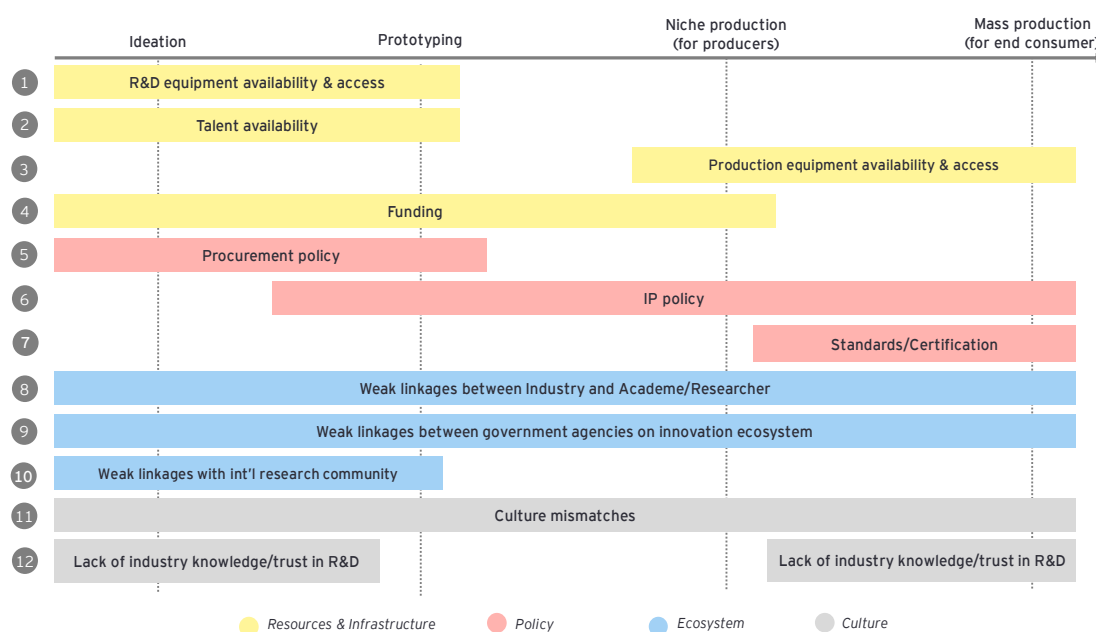 Ideation
Prototyping
Niche production
(for producers)
Mass production
(for end consumer)
1
R&D equipment availability & access
2
Talent availability
3
Production equipment availability & access
4
Funding
5
Procurement policy
6
IP policy
7
Standards/Certification
8
Weak linkages between Industry and Academe/Researcher
9
Weak linkages between government agencies on innovation ecosystem
10
Weak linkages with int'l research community
11
Culture mismatches
12
Lack of industry knowledge/trust in R&D
Lack of industry knowledge/trust in R&D
Resources & Infrastructure
Policy
Ecosystem
Culture